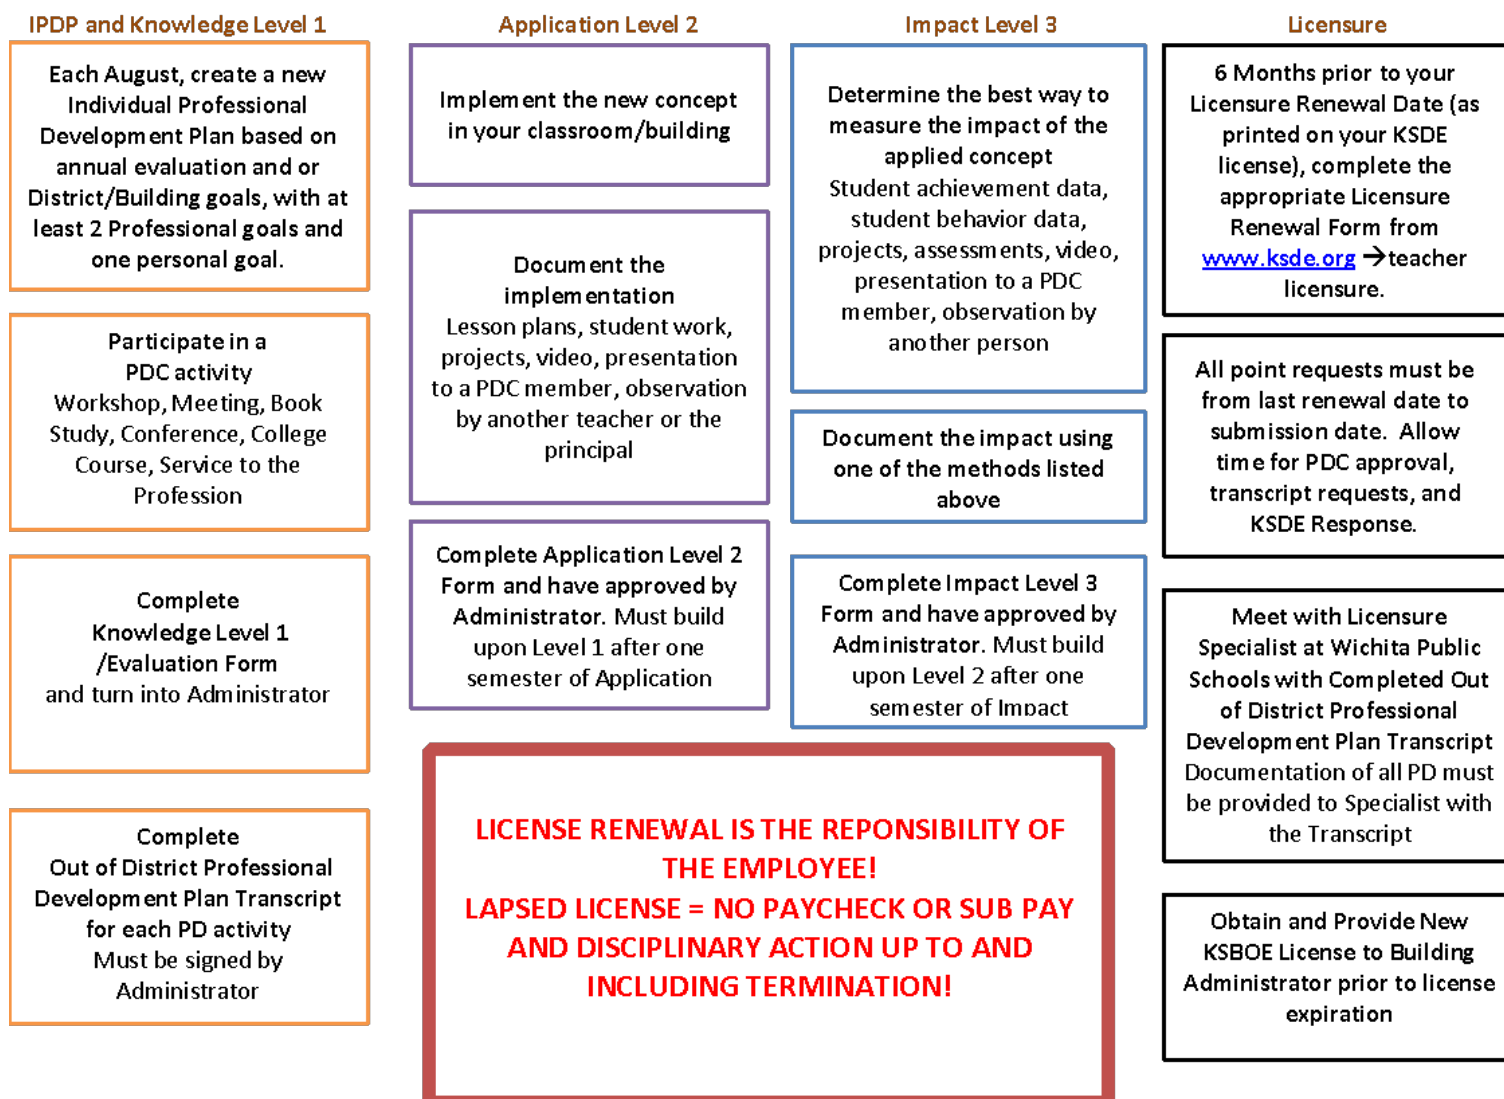 IPDP and Knowledge Level 1
Each August, create a new
Individual Professional
Development Plan based on
annual evaluation and or
District/Building goals, with at
least 2 Professional goals and
one personal goal.
Participate in a
PDC activity
Workshop, Meeting, Book
Study, Conference, College
Course, Service to the
Profession
Complete
Knowledge Level 1
/Evaluation Form
and turn into Administrator
Complete
Out of District Professional
Development Plan Transcript
for each PD activity
Must be signed by
Administrator
Application Level 2
Implement the new concept
in your classroom/building
Document the
implementation
Lesson plans, student work,
projects, video, presentation
to a PDC member, observation
by another teacher or the
principal
Complete Application Level 2
Form and have approved by
Administrator. Must build
upon Level 1 after one
semester of Application
Impact Level 3
Determine the best way to
measure the impact of the
applied concept
Student achievement data,
student behavior data,
projects, assessments, video,
presentation to a PDC
member, observation by
another person
Document the impact using
one of the methods listed
above
Complete Impact Level 3
Form and have approved by
Administrator. Must build
upon Level 2 after one
semester of Impact
LICENSE RENEWAL IS THE REPONSIBILITY OF
THE EMPLOYEE!
LAPSED LICENSE = NO PAYCHECK OR SUB PAY
AND DISCIPLINARY ACTION UP TO AND
INCLUDING TERMINATION!
Licensure
6 Months prior to your
Licensure Renewal Date (as
printed on your KSDE
license), complete the
appropriate Licensure
Renewal Form from
www.ksde.org →teacher
licensure.
All point requests must be
from last renewal date to
submission date. Allow
time for PDC approval,
transcript requests, and
KSDE Response.
Meet with Licensure
Specialist at Wichita Public
Schools with Completed Out
of District Professional
Development Plan Transcript
Documentation of all PD must
be provided to Specialist with
the Transcript
Obtain and Provide New
KSBOE License to Building
Administrator prior to license
expiration